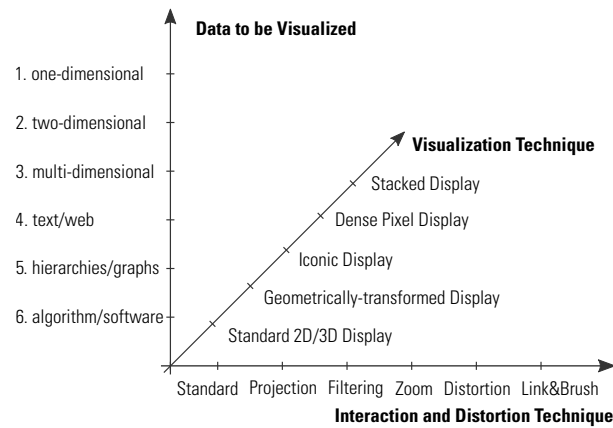 Data to be Visualized
1. one-dimensional
2. two-dimensional
Visualization Technique
3. multi-dimensional
Stacked Display
4. text/web
Dense Pixel Display
Iconic Display
5. hierarchies/graphs
Geometrically-transformed Display
6. algorithm/software
Standard 2D/3D Display
Standard Projection Filtering Zoom Distortion Link&Brush
Interaction and Distortion Technique